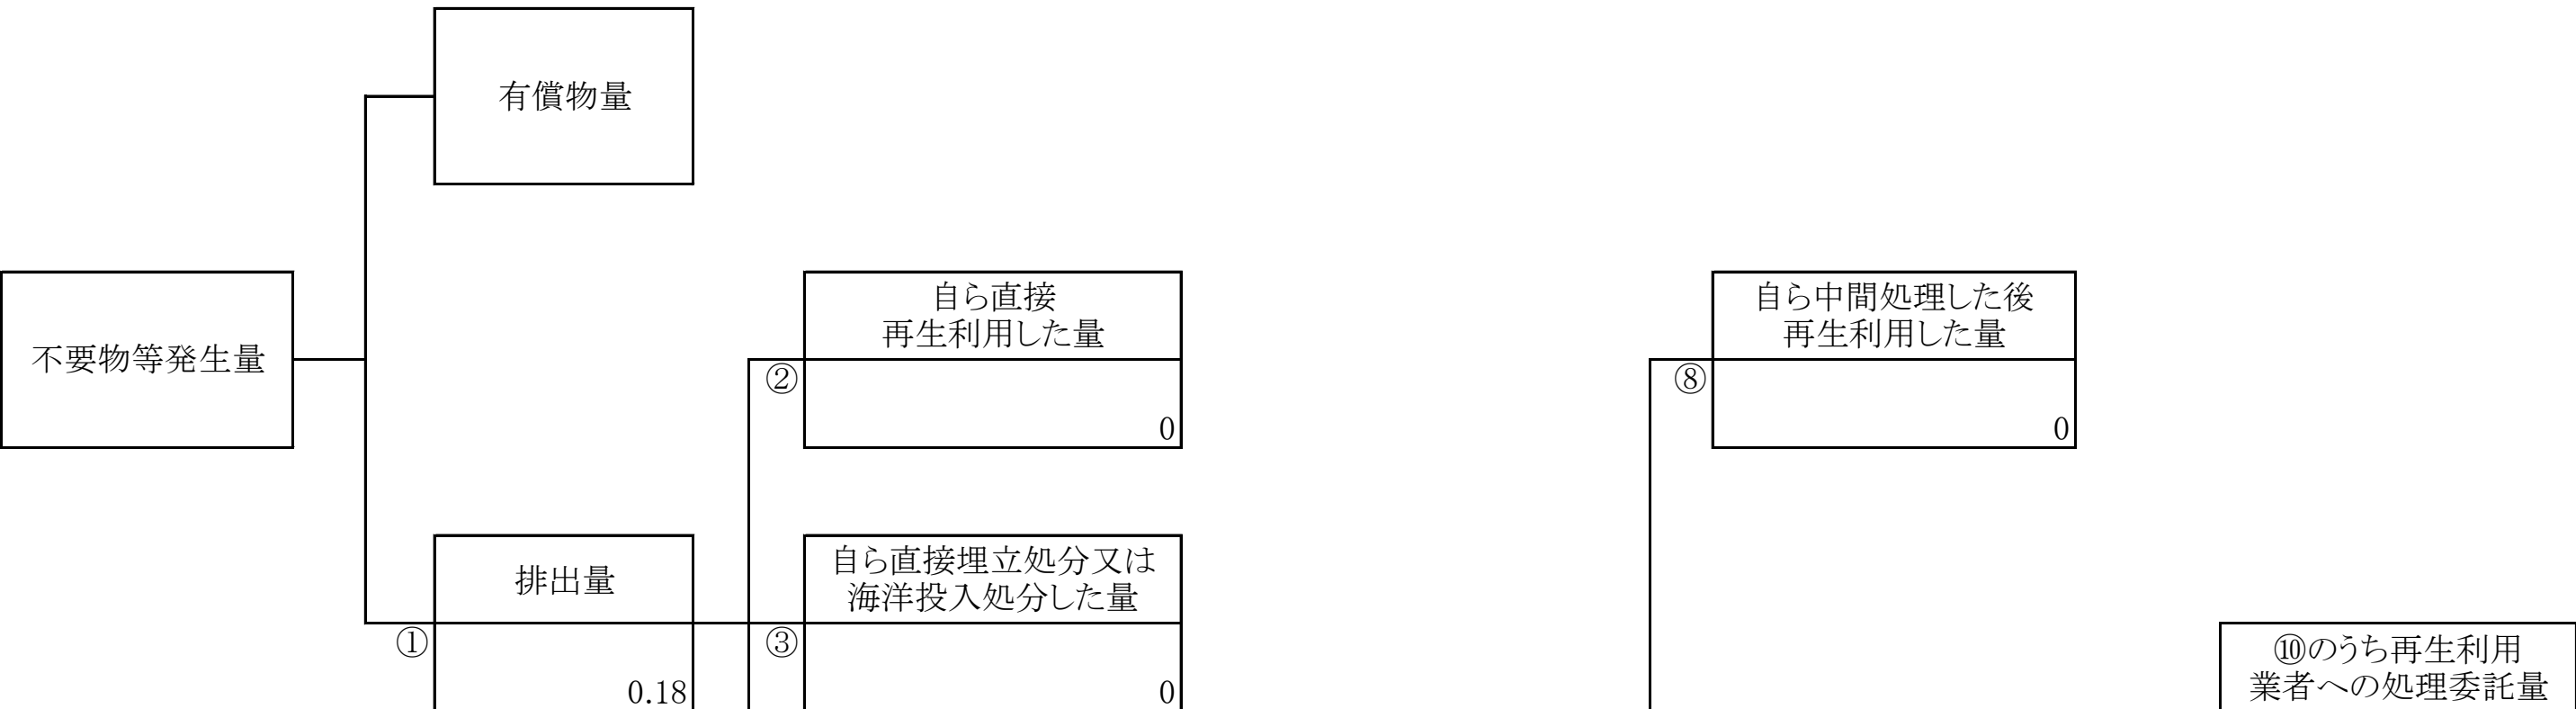 有償物量
不要物等発生量
自ら直接
再生利用した量
②
0
自ら中間処理した後
再生利用した量
⑧
0
排出量
①
0.18
自ら直接埋立処分又は
海洋投入処分した量
③
0
⑩のうち再生利用
業者への処理委託量